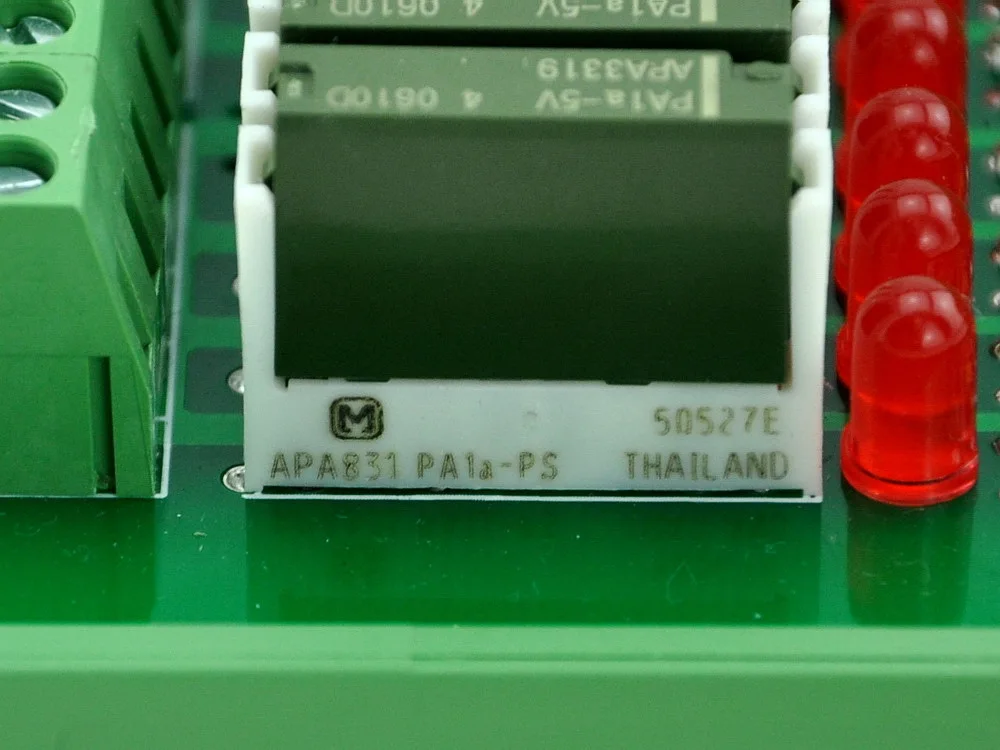 PA1a-5V 4 0610D
APA3319
PA1a-5V 4 0610D
M 50527E
APA831 PA1a-PS THAILAND